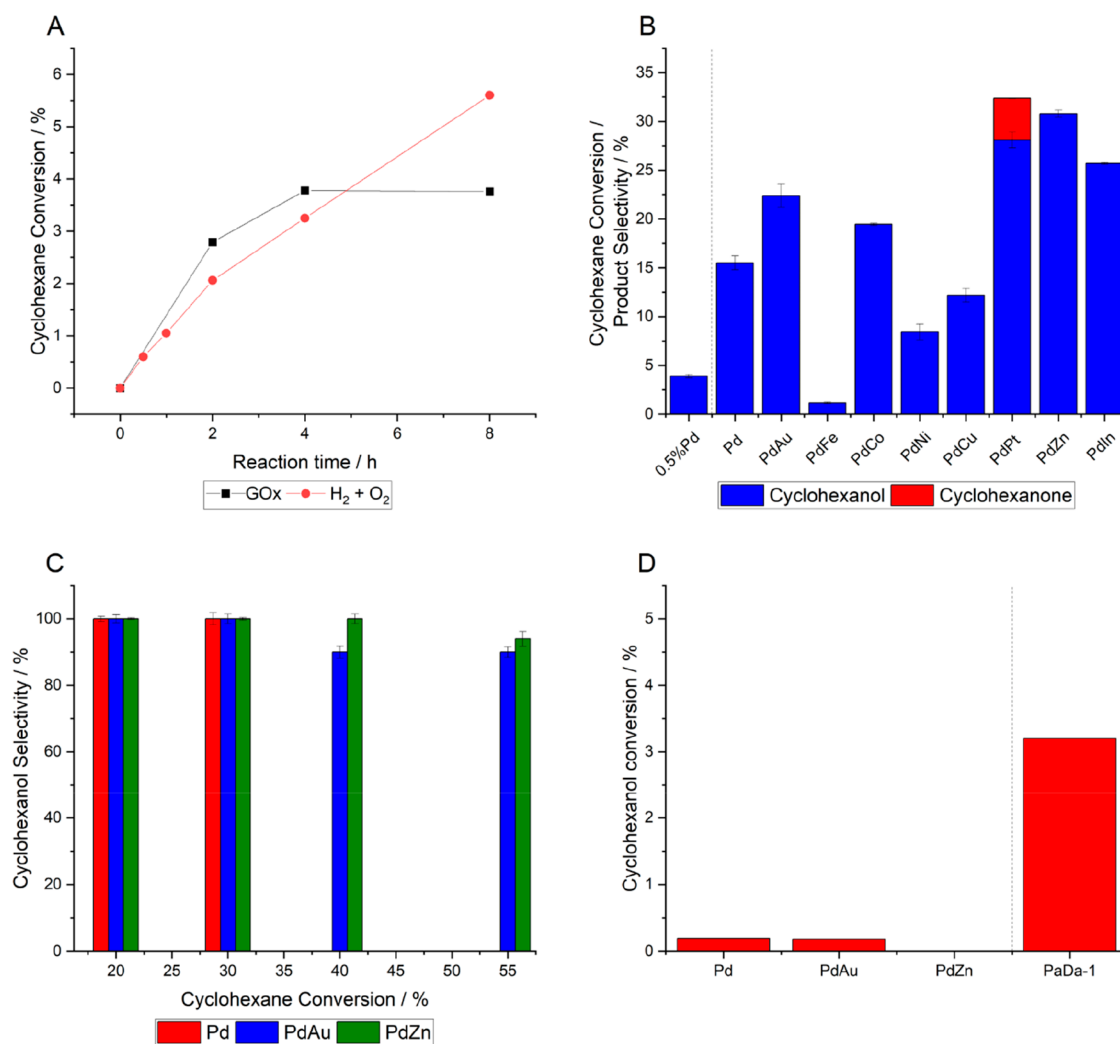 A
Cyclohexane Conversion / %
6
5
4
3
2
1
0
0
2
4
6
8
Reaction time / h
GOx
H₂ + O₂
B
Cyclohexane Conversion /
Product Selectivity / %
35
30
25
20
15
10
5
0
0.5%Pd
Pd
PdAu
PdFe
PdCo
PdNi
PdCu
PdPt
PdZn
PdIn
Cyclohexanol
Cyclohexanone
C
Cyclohexanol Selectivity / %
100
80
60
40
20
0
20
25
30
35
40
45
50
55
Cyclohexane Conversion / %
Pd
PdAu
PdZn
D
Cyclohexanol conversion / %
5
4
3
2
1
0
Pd
PdAu
PdZn
PaDa-1